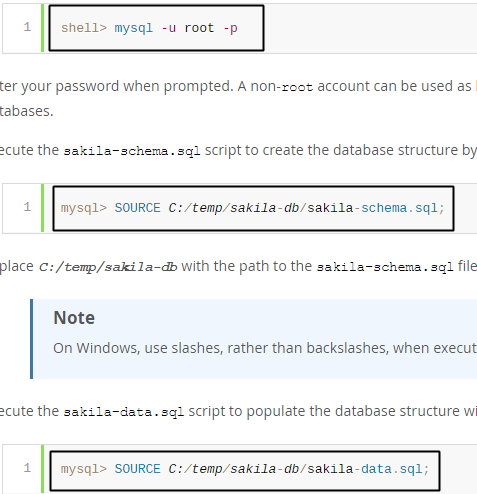 1 shell> mysql -u root -p
ter your password when prompted. A non-root account can be used as
tabases.
ecute the sakila-schema.sql script to create the database structure by
1 mysql> SOURCE C:/temp/sakila-db/sakila-schema.sql;
place C:/temp/sakila-db with the path to the sakila-schema.sql file
Note
On Windows, use slashes, rather than backslashes, when execut
ecute the sakila-data.sql script to populate the database structure wi
1 mysql> SOURCE C:/temp/sakila-db/sakila-data.sql;